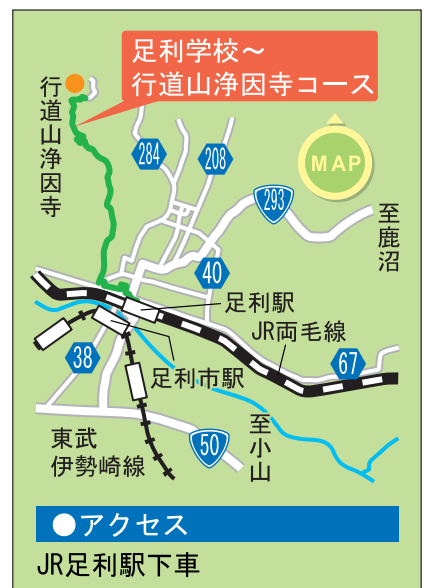 足利学校～
行道山浄因寺コース
行道山浄因寺
284
208
MAP
293
至鹿沼
40
足利駅
JR両毛線
38
足利市駅
67
東武
伊勢崎線
50
至小山
●アクセス
JR足利駅下車